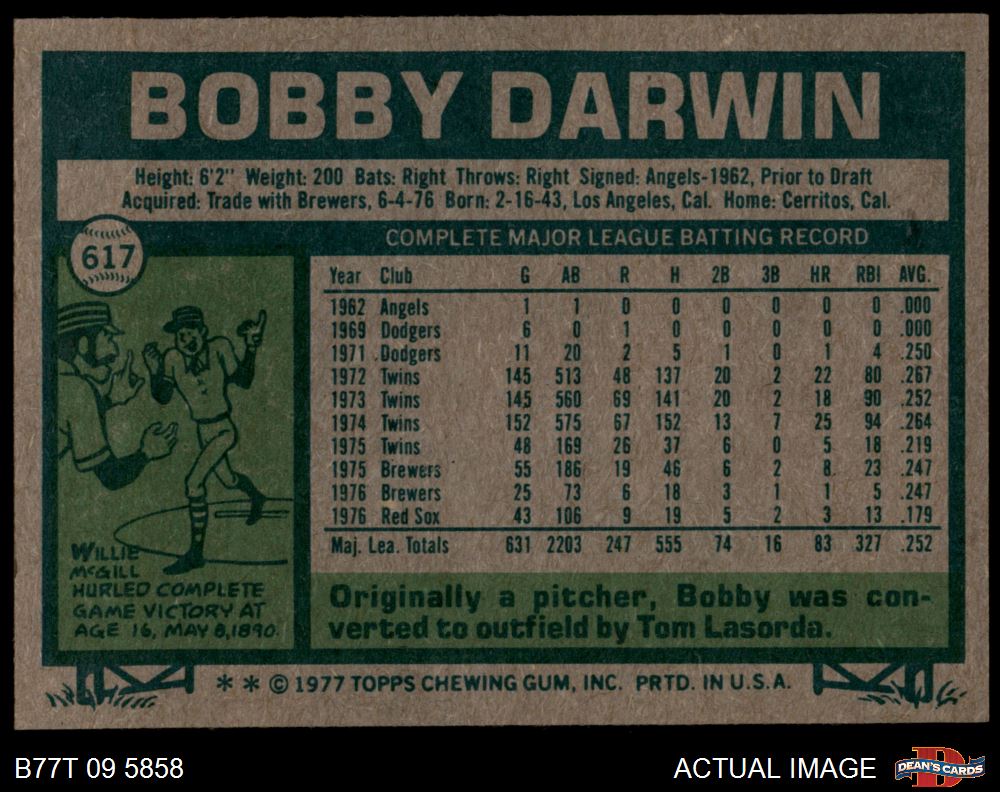 BOBBY DARWIN
Height: 6'2" Weight: 200 Bats: Right Throws: Right Signed: Angels-1962, Prior to Draft
Acquired: Trade with Brewers, 6-4-76 Born: 2-16-43, Los Angeles, Cal. Home: Cerritos, Cal.
617
COMPLETE MAJOR LEAGUE BATTING RECORD
Year Club G AB R H 2B 3B HR RBI AVG.
1962 Angels 1 1 0 0 0 0 0 0 .000
1969 Dodgers 6 0 1 0 0 0 0 0 .000
1971 Dodgers 11 20 2 5 1 0 1 4 .250
1972 Twins 145 513 48 137 20 2 22 80 .267
1973 Twins 145 560 69 141 20 2 18 90 .252
1974 Twins 152 575 67 152 13 7 25 94 .264
1975 Twins 48 169 26 37 6 0 5 18 .219
1975 Brewers 55 186 19 46 6 2 8 23 .247
1976 Brewers 25 73 6 18 3 1 1 5 .247
1976 Red Sox 43 106 9 19 5 2 3 13 .179
Maj. Lea. Totals 631 2203 247 555 74 16 83 327 .252
WILLIE
McGILL
HURLED COMPLETE
GAME VICTORY AT
AGE 16, MAY 8, 1890.
Originally a pitcher, Bobby was con-
verted to outfield by Tom Lasorda.
* * © 1977 TOPPS CHEWING GUM, INC. PRTD. IN U.S.A.
B77T 09 5858
ACTUAL IMAGE
DEAN'S CARDS